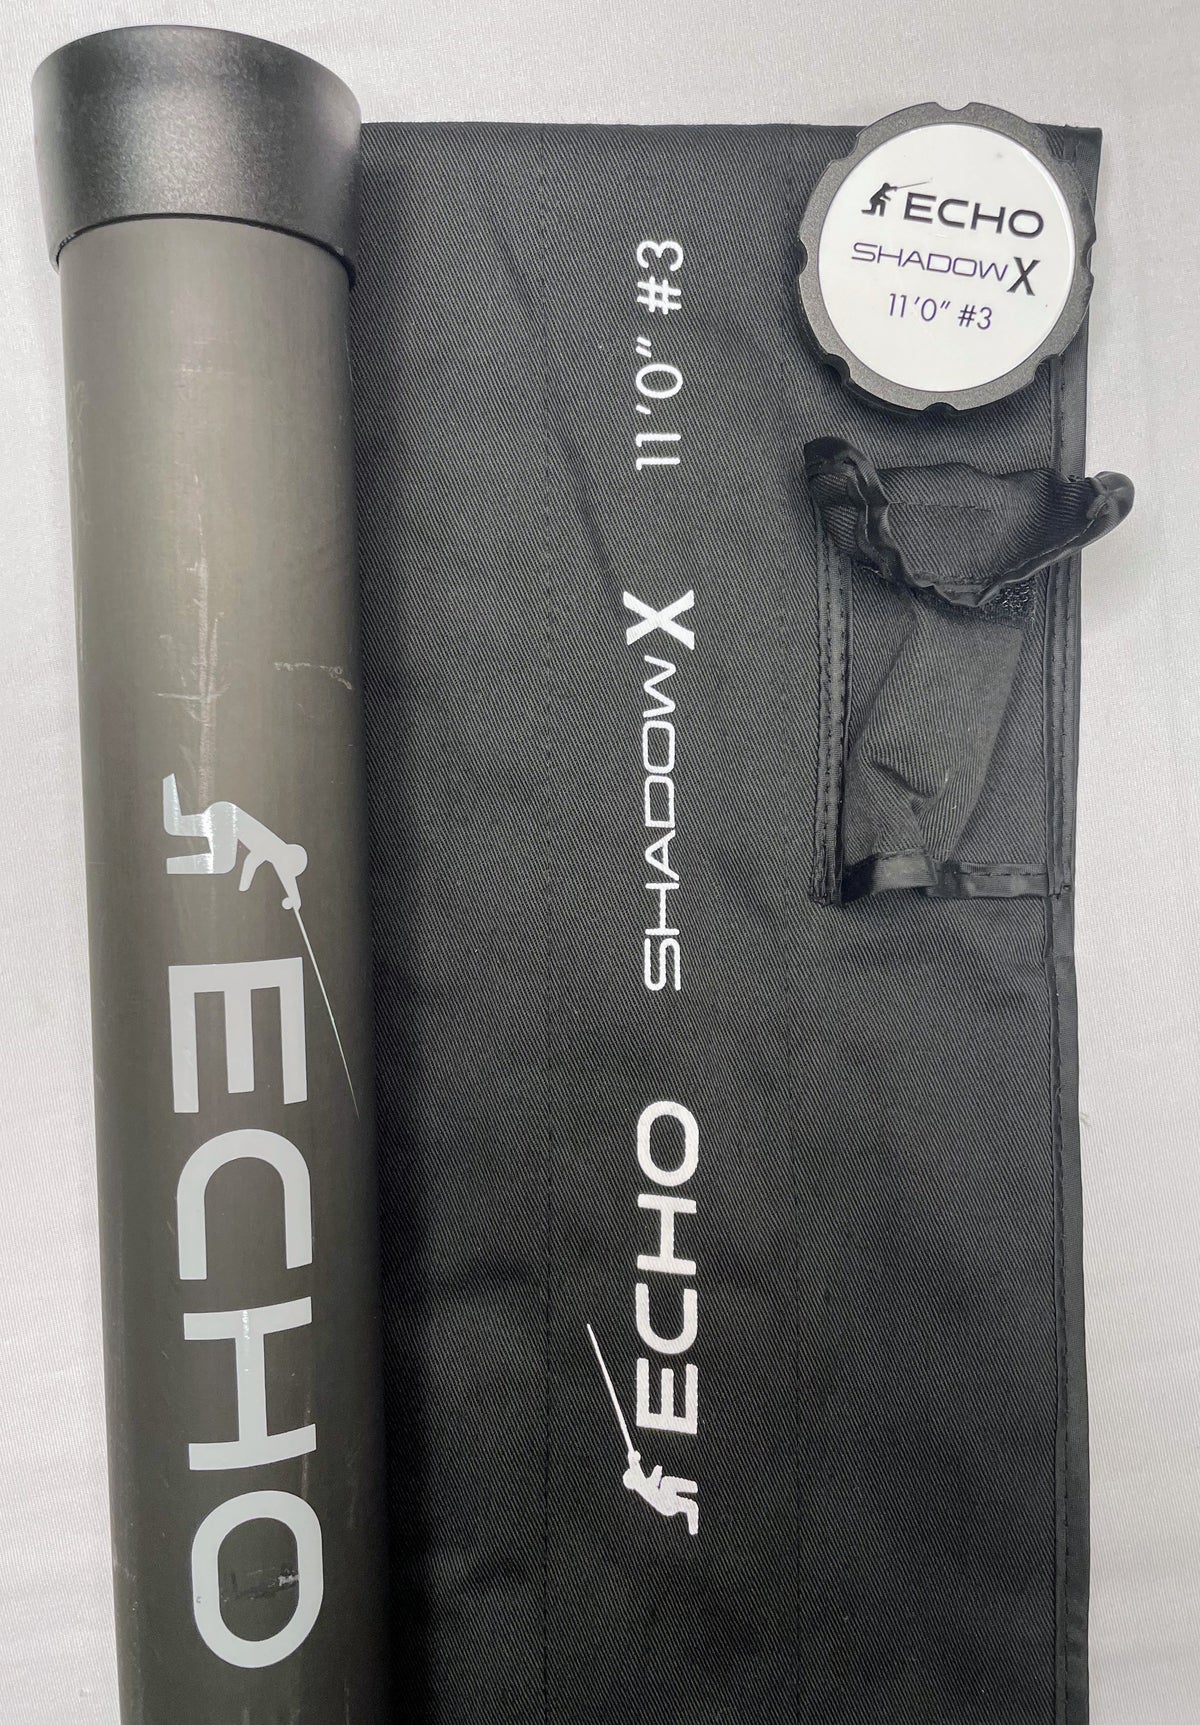 ECHO
ECHO SHADOW X 11'0" #3
ECHO
SHADOW X
11'0" #3